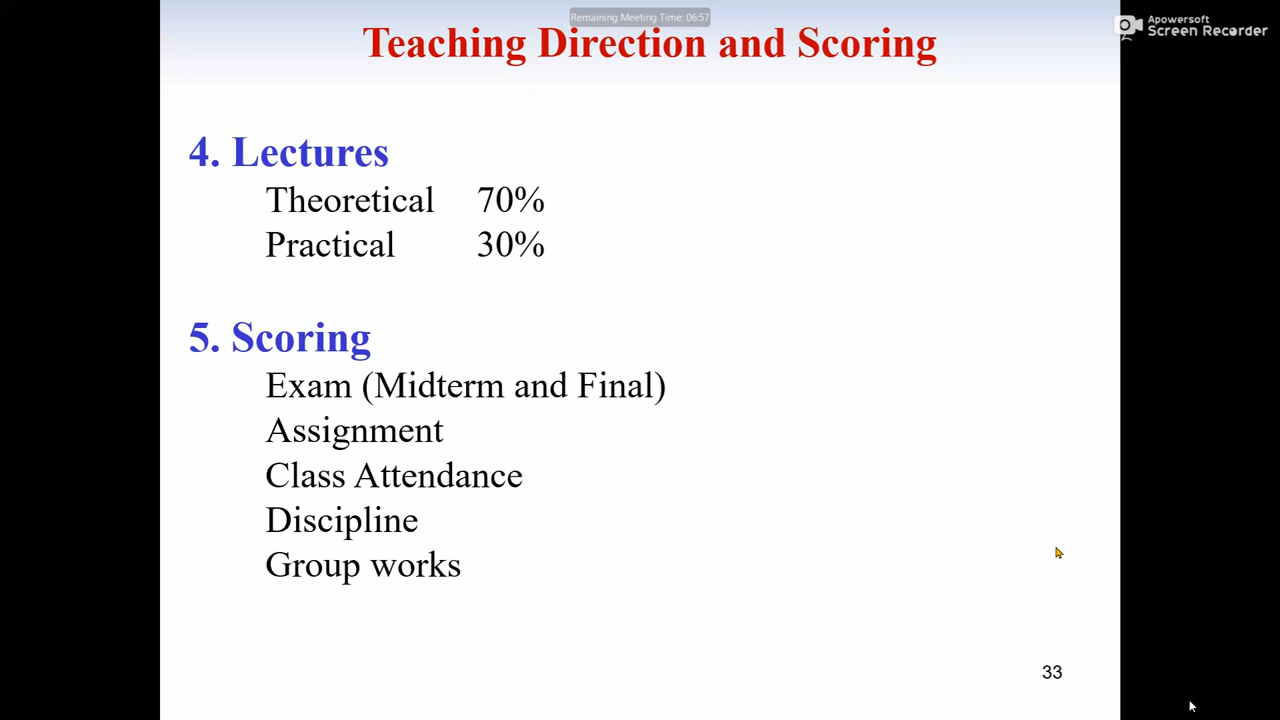 Remaining Meeting Time: 06:57
Apowersoft
Screen Recorder
Teaching Direction and Scoring
4. Lectures
Theoretical 70%
Practical 30%
5. Scoring
Exam (Midterm and Final)
Assignment
Class Attendance
Discipline
Group works
33